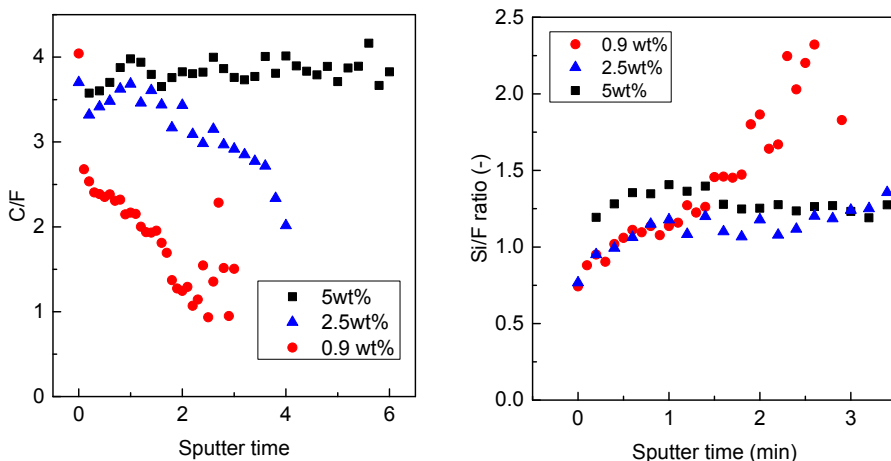 C/F
4
3
2
1
0
5wt%
2.5wt%
0.9 wt%
0
2
4
6
Sputter time
Si/F ratio (-)
2.5
2.0
1.5
1.0
0.5
0.0
0.9 wt%
2.5wt%
5wt%
0
1
2
3
Sputter time (min)